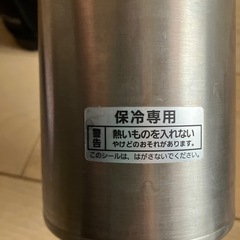 保冷専用
警告 熱いものを入れない
やけどのおそれがあります。
このシールは、はがさないでください。